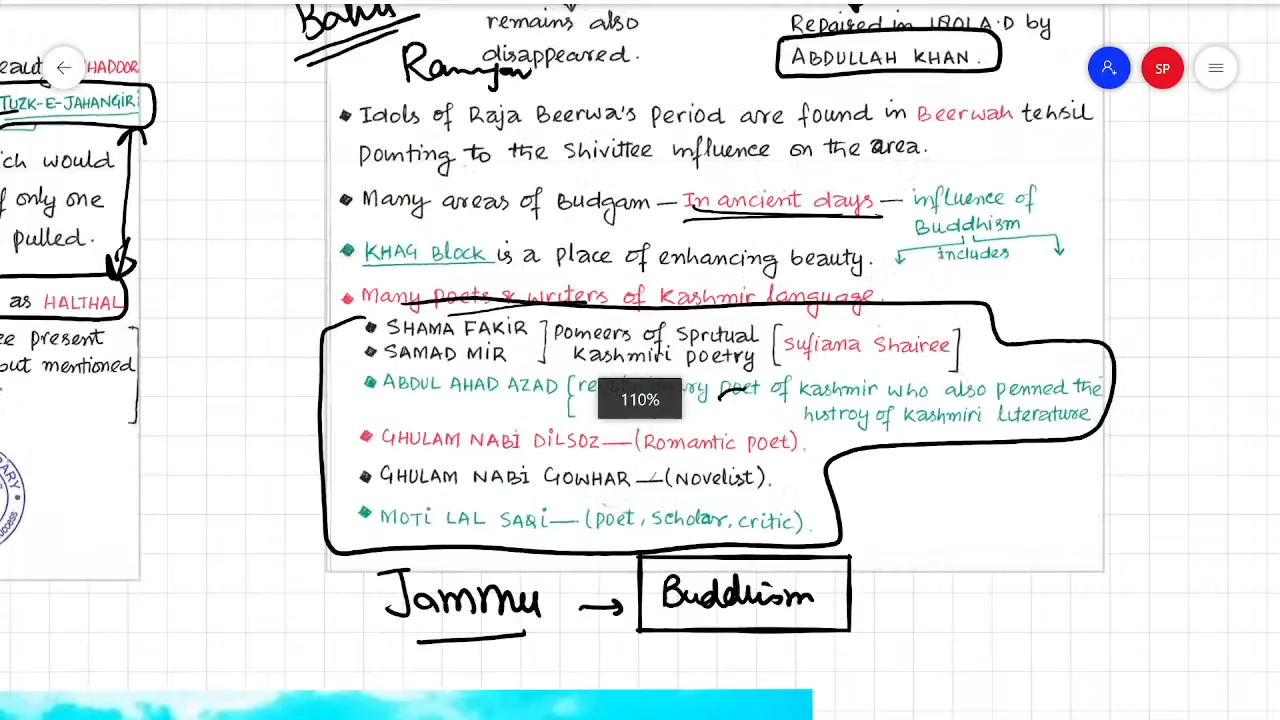 Bahu
remains also
disappeared.
Repaired in 1801 A.D by
ABDULLAH KHAN.
SP
HADOOR
TUZK-E-JAHANGIRI
ich would
f only one
pulled.
as HALTHAL
ee present
out mentioned
Idols of Raja Beerwa's period are found in Beerwah tehsil
pointing to the Shivittee influence on the area.
Many areas of Budgam — In ancient days — influence of
Buddhism
includes
KHAG Block is a place of enhancing beauty.
Many poets & writers of Kashmir language.
SHAMA FAKIR
SAMAD MIR
poineers of Spritual
Kashmiri poetry
[Sufiana Shairee]
ABDUL AHAD AZAD { poet of Kashmir who also penned the
histroy of Kashmiri literature
110%
GHULAM NABI DILSOZ — (Romantic poet).
GHULAM NABI GOWHAR — (Novelist).
MOTI LAL SAQI — (poet, scholar, critic).
Jammu → Buddhism